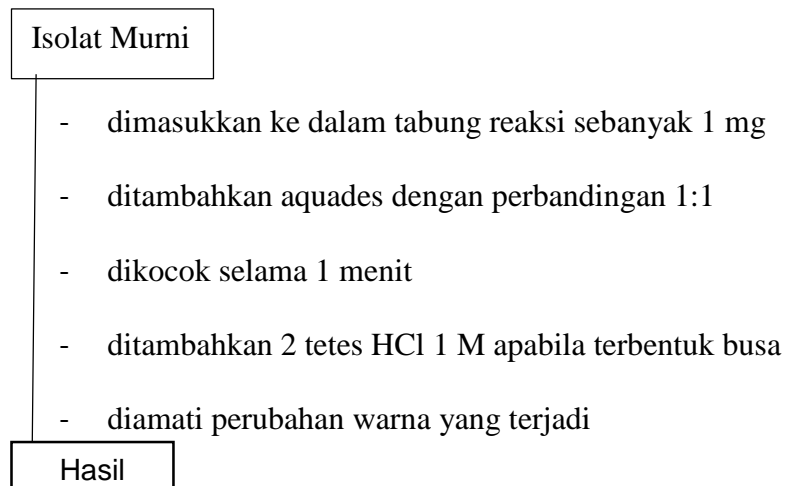 Isolat Murni
- dimasukkan ke dalam tabung reaksi sebanyak 1 mg
- ditambahkan aquades dengan perbandingan 1:1
- dikocok selama 1 menit
- ditambahkan 2 tetes HCl 1 M apabila terbentuk busa
- diamati perubahan warna yang terjadi
Hasil